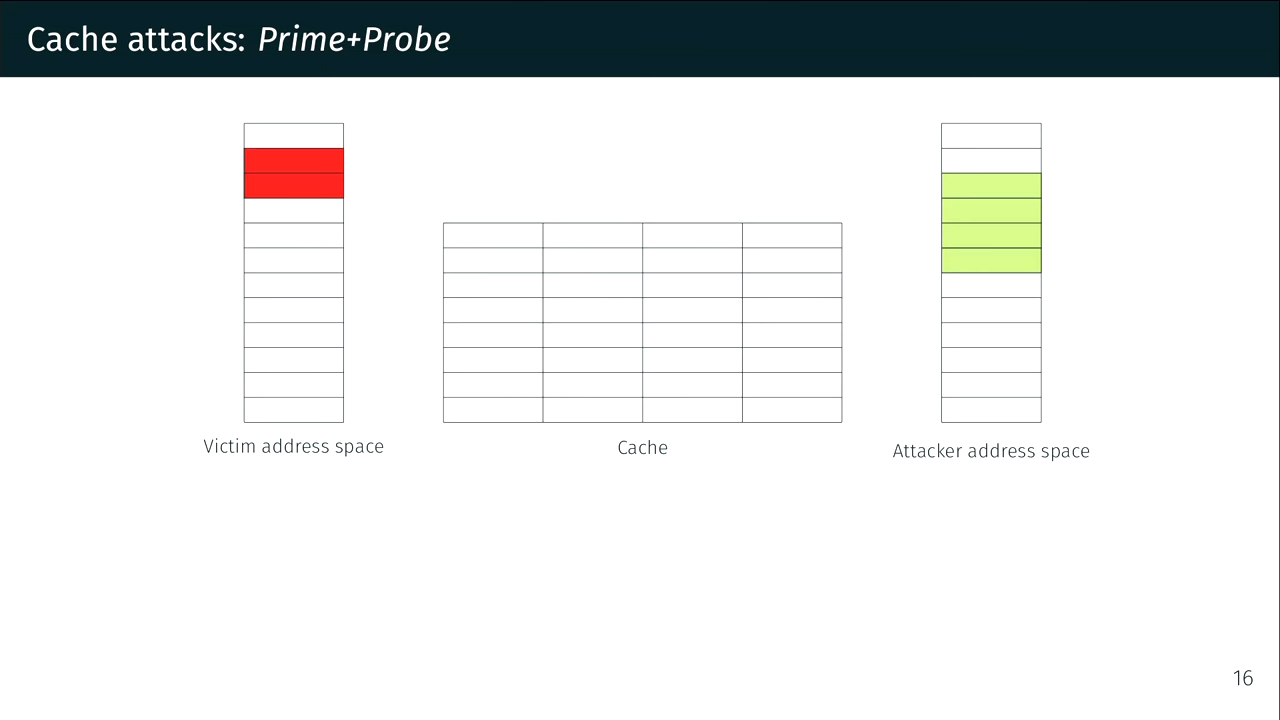 Cache attacks: Prime+Probe
Victim address space
Cache
Attacker address space
16